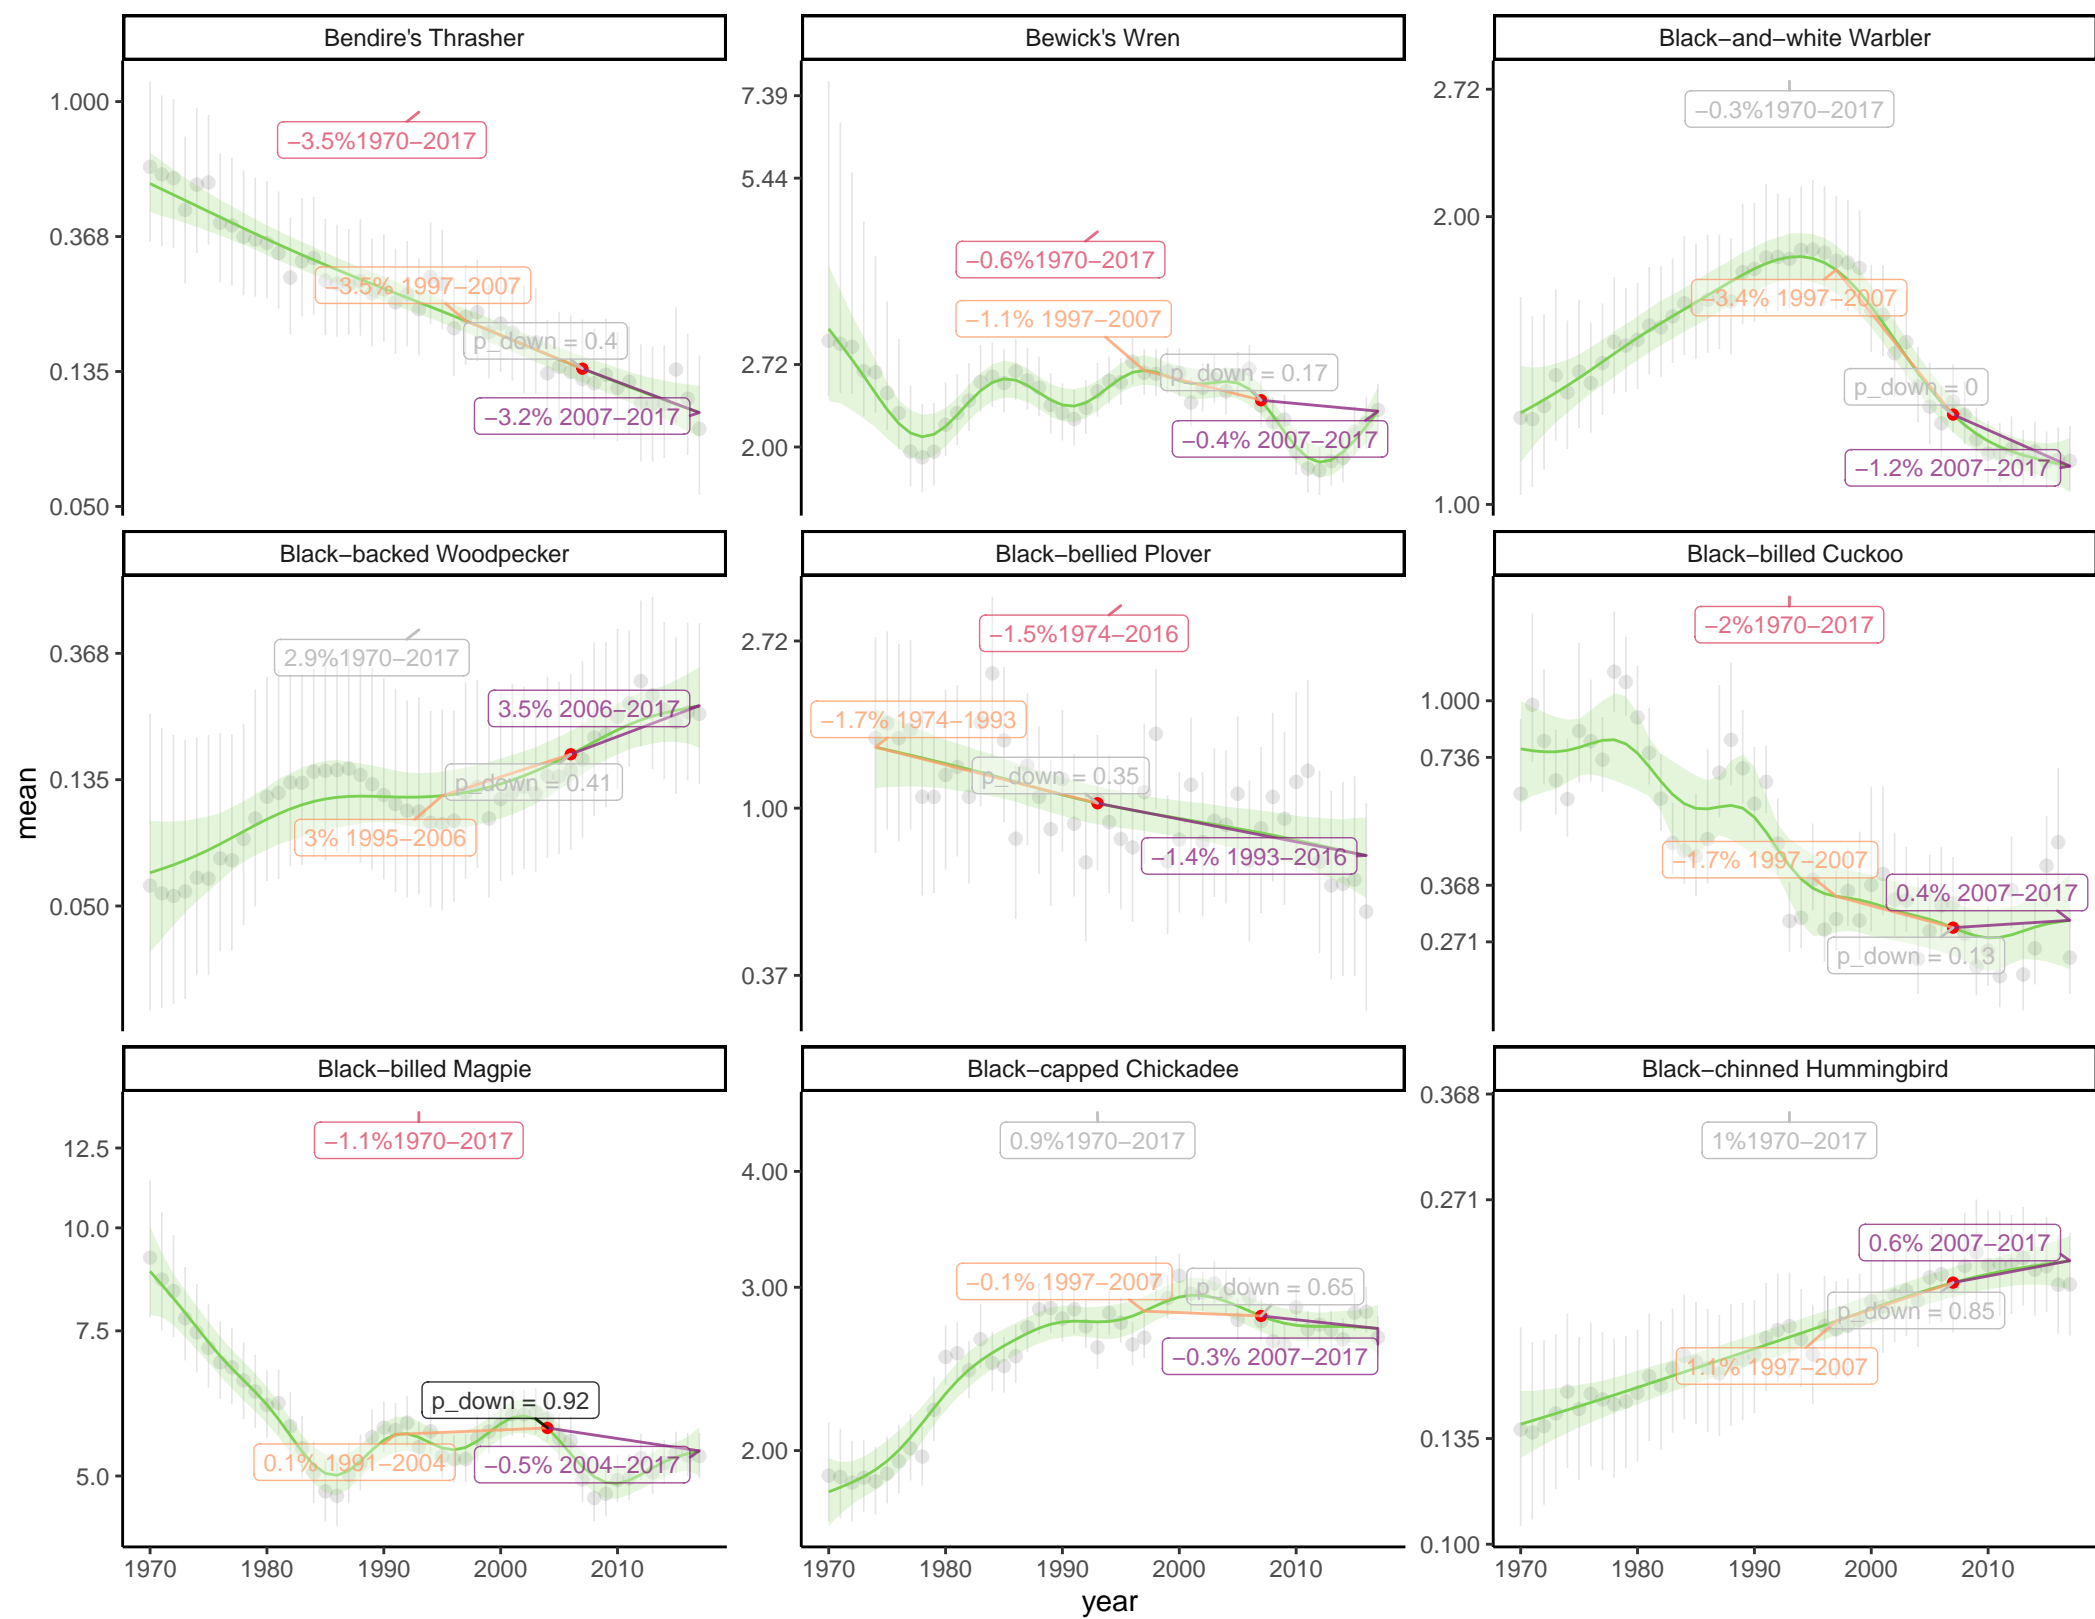 Bendire's Thrasher
1.000
0.368
0.135
0.050
−3.5%1970−2017
−3.5% 1997−2007
p_down = 0.4
−3.2% 2007−2017
Bewick's Wren
7.39
5.44
2.72
2.00
−0.6%1970−2017
−1.1% 1997−2007
p_down = 0.17
−0.4% 2007−2017
Black−and−white Warbler
2.72
2.00
1.00
−0.3%1970−2017
−3.4% 1997−2007
p_down = 0
−1.2% 2007−2017
Black−backed Woodpecker
0.368
0.135
0.050
2.9%1970−2017
3.5% 2006−2017
p_down = 0.41
3% 1995−2006
Black−bellied Plover
2.72
1.00
0.37
−1.5%1974−2016
−1.7% 1974−1993
p_down = 0.35
−1.4% 1993−2016
Black−billed Cuckoo
1.000
0.736
0.368
0.271
−2%1970−2017
−1.7% 1997−2007
0.4% 2007−2017
p_down = 0.13
Black−billed Magpie
12.5
10.0
7.5
5.0
−1.1%1970−2017
p_down = 0.92
0.1% 1991−2004
−0.5% 2004−2017
1970 1980 1990 2000 2010
Black−capped Chickadee
4.00
3.00
2.00
0.9%1970−2017
−0.1% 1997−2007
p_down = 0.65
−0.3% 2007−2017
1970 1980 1990 2000 2010
Black−chinned Hummingbird
0.368
0.271
0.135
0.100
1%1970−2017
0.6% 2007−2017
p_down = 0.85
1.1% 1997−2007
1970 1980 1990 2000 2010
mean
year